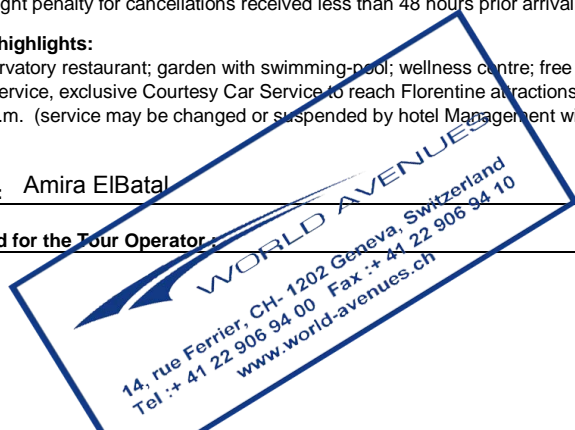 ght penalty for cancellations received less than 48 hours prior arrival
highlights:
rvatory restaurant; garden with swimming-pool; wellness centre; free
ervice, exclusive Courtesy Car Service to reach Florentine attractions
.m. (service may be changed or suspended by hotel Management wi
: Amira ElBatal
d for the Tour Operator :
WORLD AVENUES
14, rue Ferrier, CH- 1202 Geneva, Switzerland
Tel :+ 41 22 906 94 00 Fax :+ 41 22 906 94 10
www.world-avenues.ch